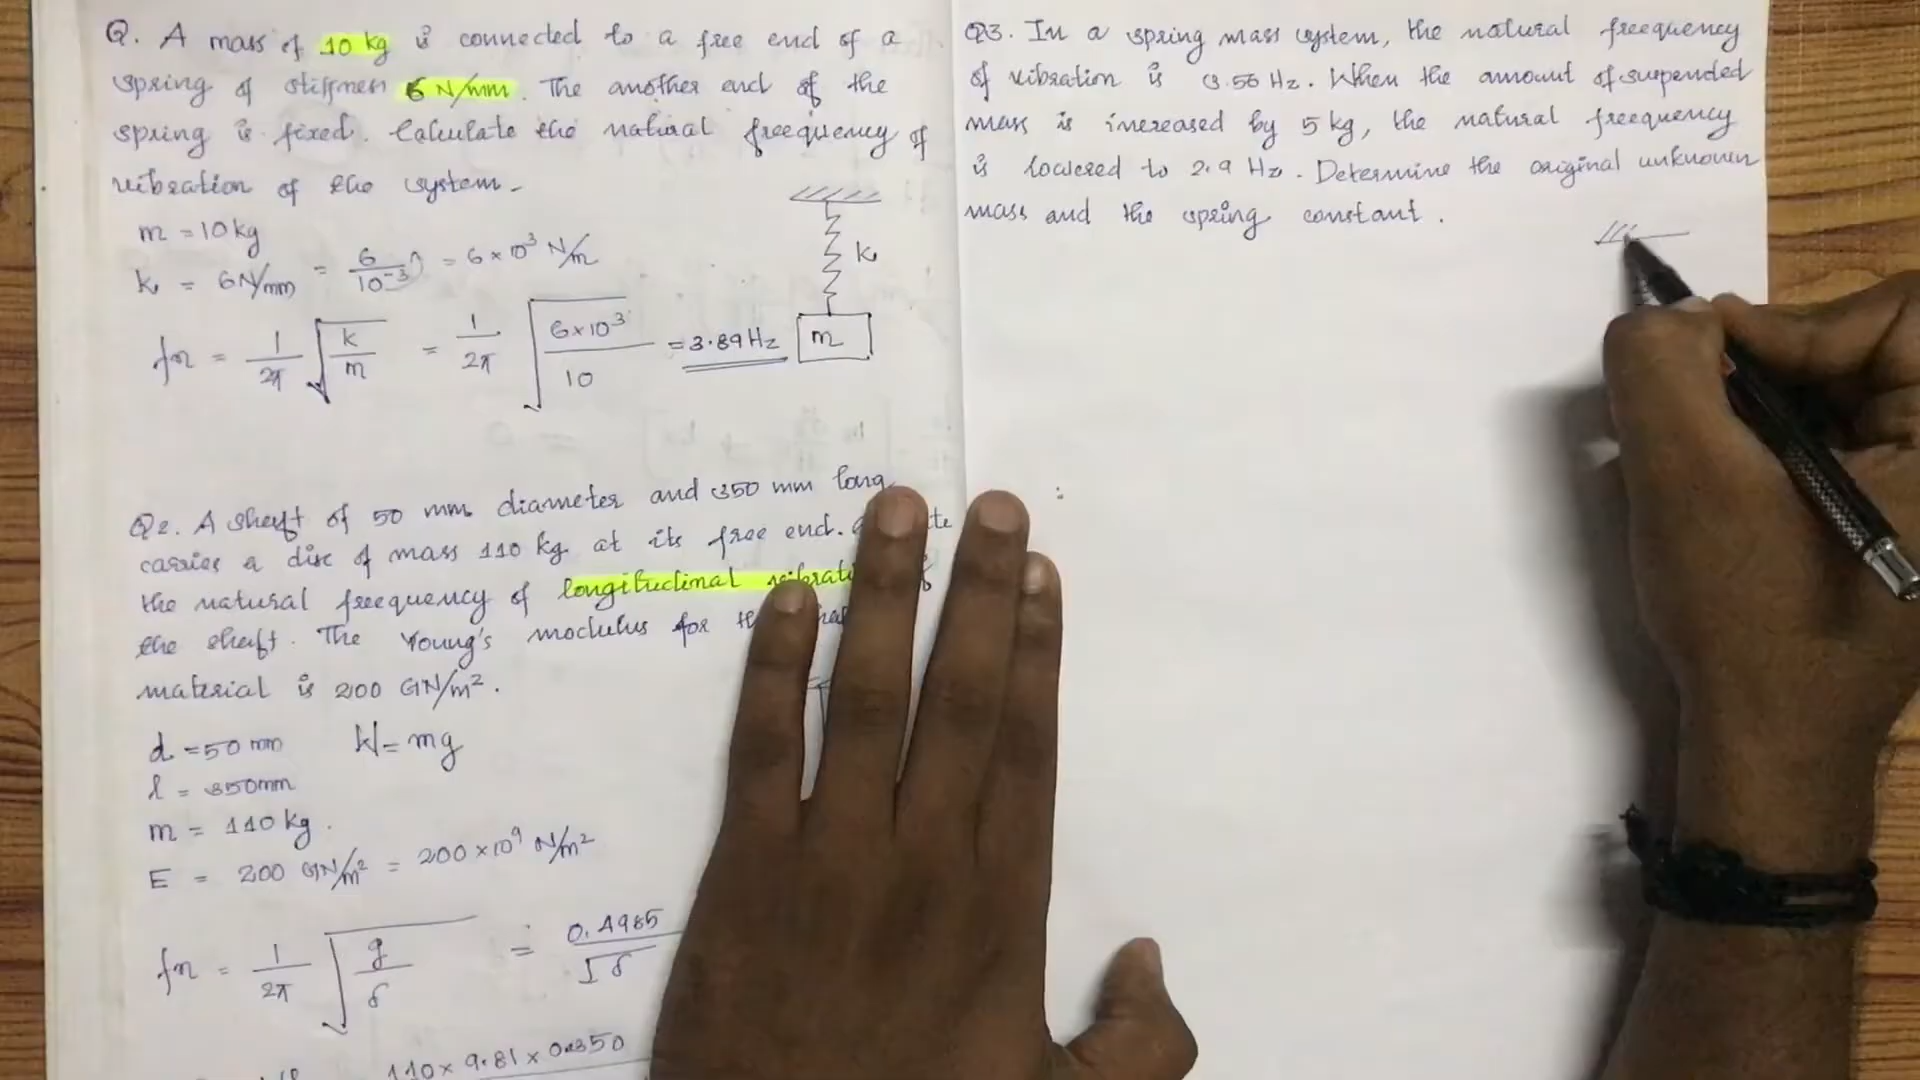 Q. A mass of 10 kg is connected to a free end of a
spring of stiffness 6 N/mm. The another end of the
spring is fixed. Calculate the natural frequency of
vibration of the system.
m = 10 kg
k = 6 N/mm = 6/10⁻³ = 6×10³ N/m
fn = 1/2π √(k/m) = 1/2π √(6×10³/10) = 3.89 Hz
k
m
Q2. A shaft of 50 mm diameter and 350 mm long
carries a disc of mass 110 kg at its free end.
the natural frequency of longitudinal
the shaft. The Young's modulus for
material is 200 GN/m².
d = 50 mm W = mg
l = 350mm
m = 110 kg.
E = 200 GN/m² = 200×10⁹ N/m²
fn = 1/2π √(g/δ) = 0.4985/√δ
110 × 9.81 × 0.350
Q3. In a spring mass system, the natural frequency
of vibration is 3.56 Hz. When the amount of suspended
mass is increased by 5 kg, the natural frequency
is lowered to 2.9 Hz. Determine the original unknown
mass and the spring constant.